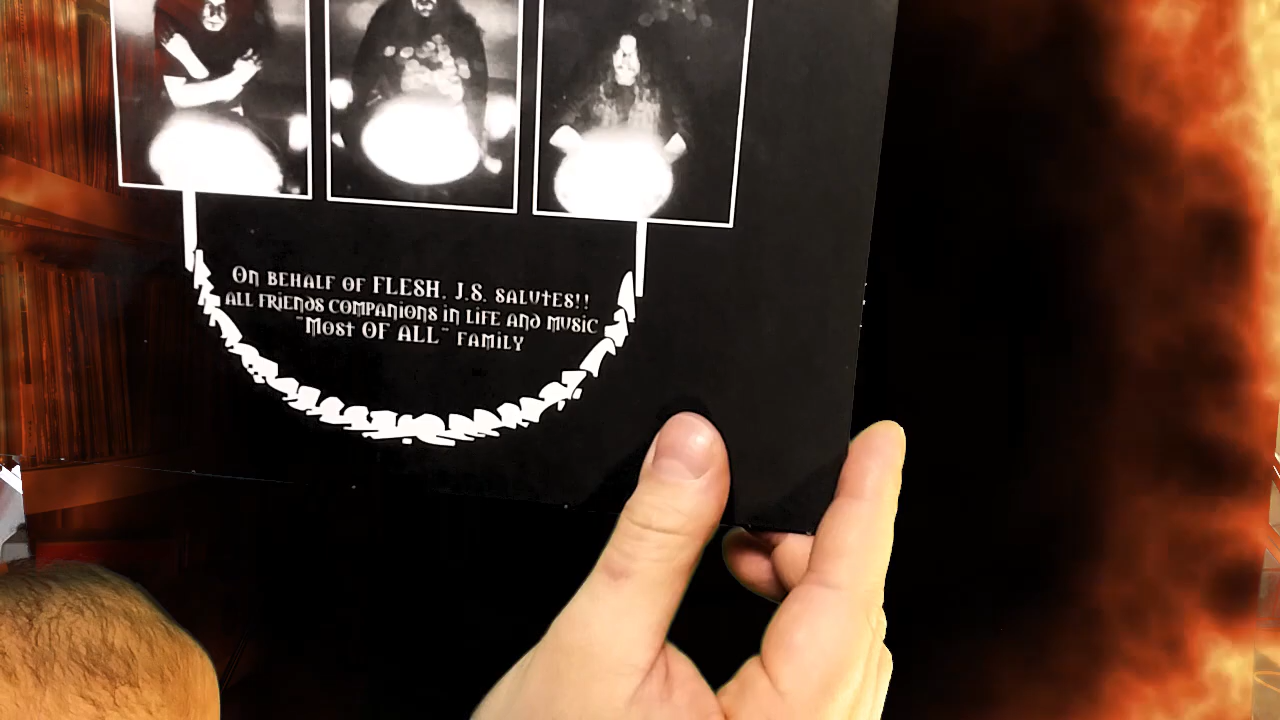 On behalf of FLESH, J.S. salutes!!
all friends companions in life and music
"Most OF ALL" family